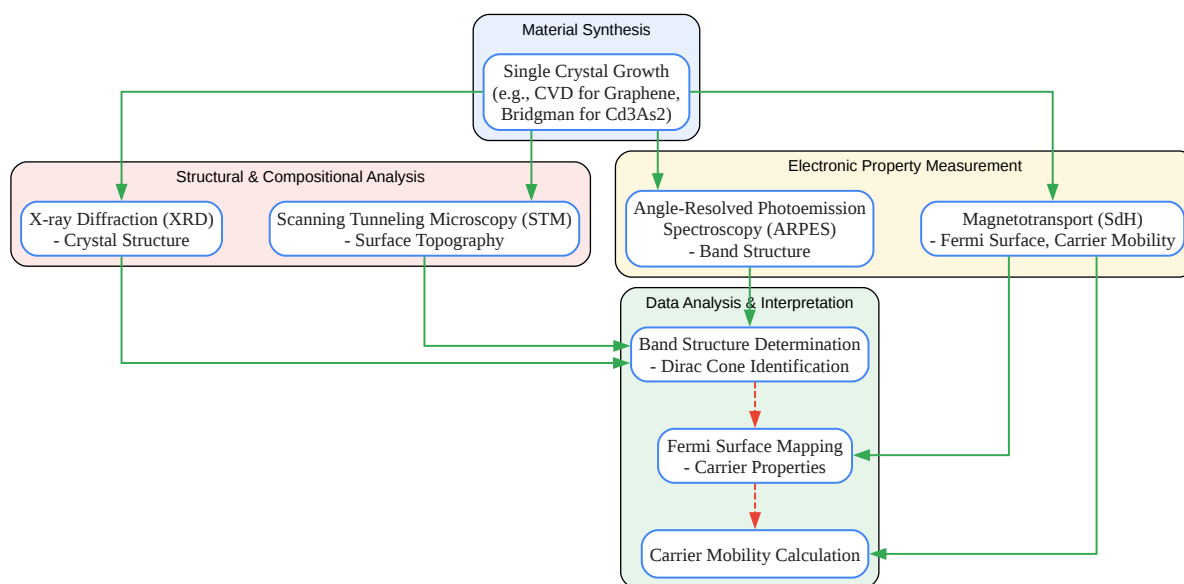 Material Synthesis
Single Crystal Growth
(e.g., CVD for Graphene,
Bridgman for Cd3As2)
Structural & Compositional Analysis
X-ray Diffraction (XRD)
- Crystal Structure
Scanning Tunneling Microscopy (STM)
- Surface Topography
Electronic Property Measurement
Angle-Resolved Photoemission
Spectroscopy (ARPES)
- Band Structure
Magnetotransport (SdH)
- Fermi Surface, Carrier Mobility
Data Analysis & Interpretation
Band Structure Determination
- Dirac Cone Identification
Fermi Surface Mapping
- Carrier Properties
Carrier Mobility Calculation